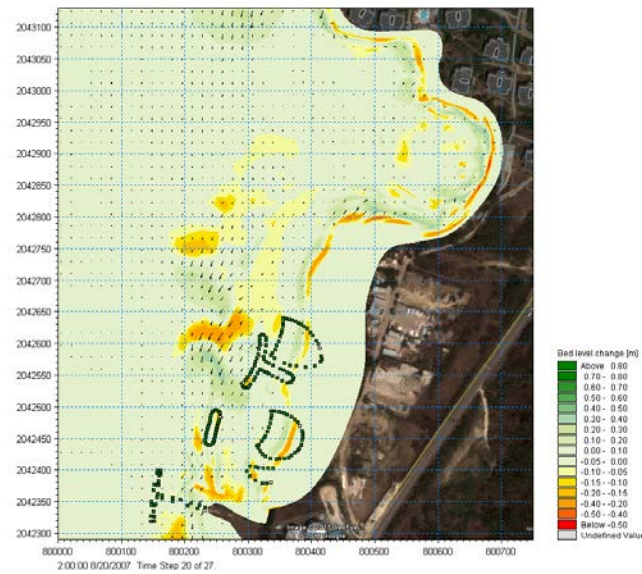 2043100
2043050
2043000
2042950
2042900
2042850
2042800
2042750
2042700
2042650
2042600
2042550
2042500
2042450
2042400
2042350
2042300
800000 800100 800200 800300 800400 800500 800600 800700
2:00:00 8/20/2007 Time Step 20 of 27.
Bed level change [m]
Above 0.80
0.70 - 0.80
0.60 - 0.70
0.50 - 0.60
0.40 - 0.50
0.30 - 0.40
0.20 - 0.30
0.10 - 0.20
0.00 - 0.10
-0.05 - 0.00
-0.10 - -0.05
-0.15 - -0.10
-0.20 - -0.15
-0.40 - -0.20
-0.50 - -0.40
Below -0.50
Undefined Value